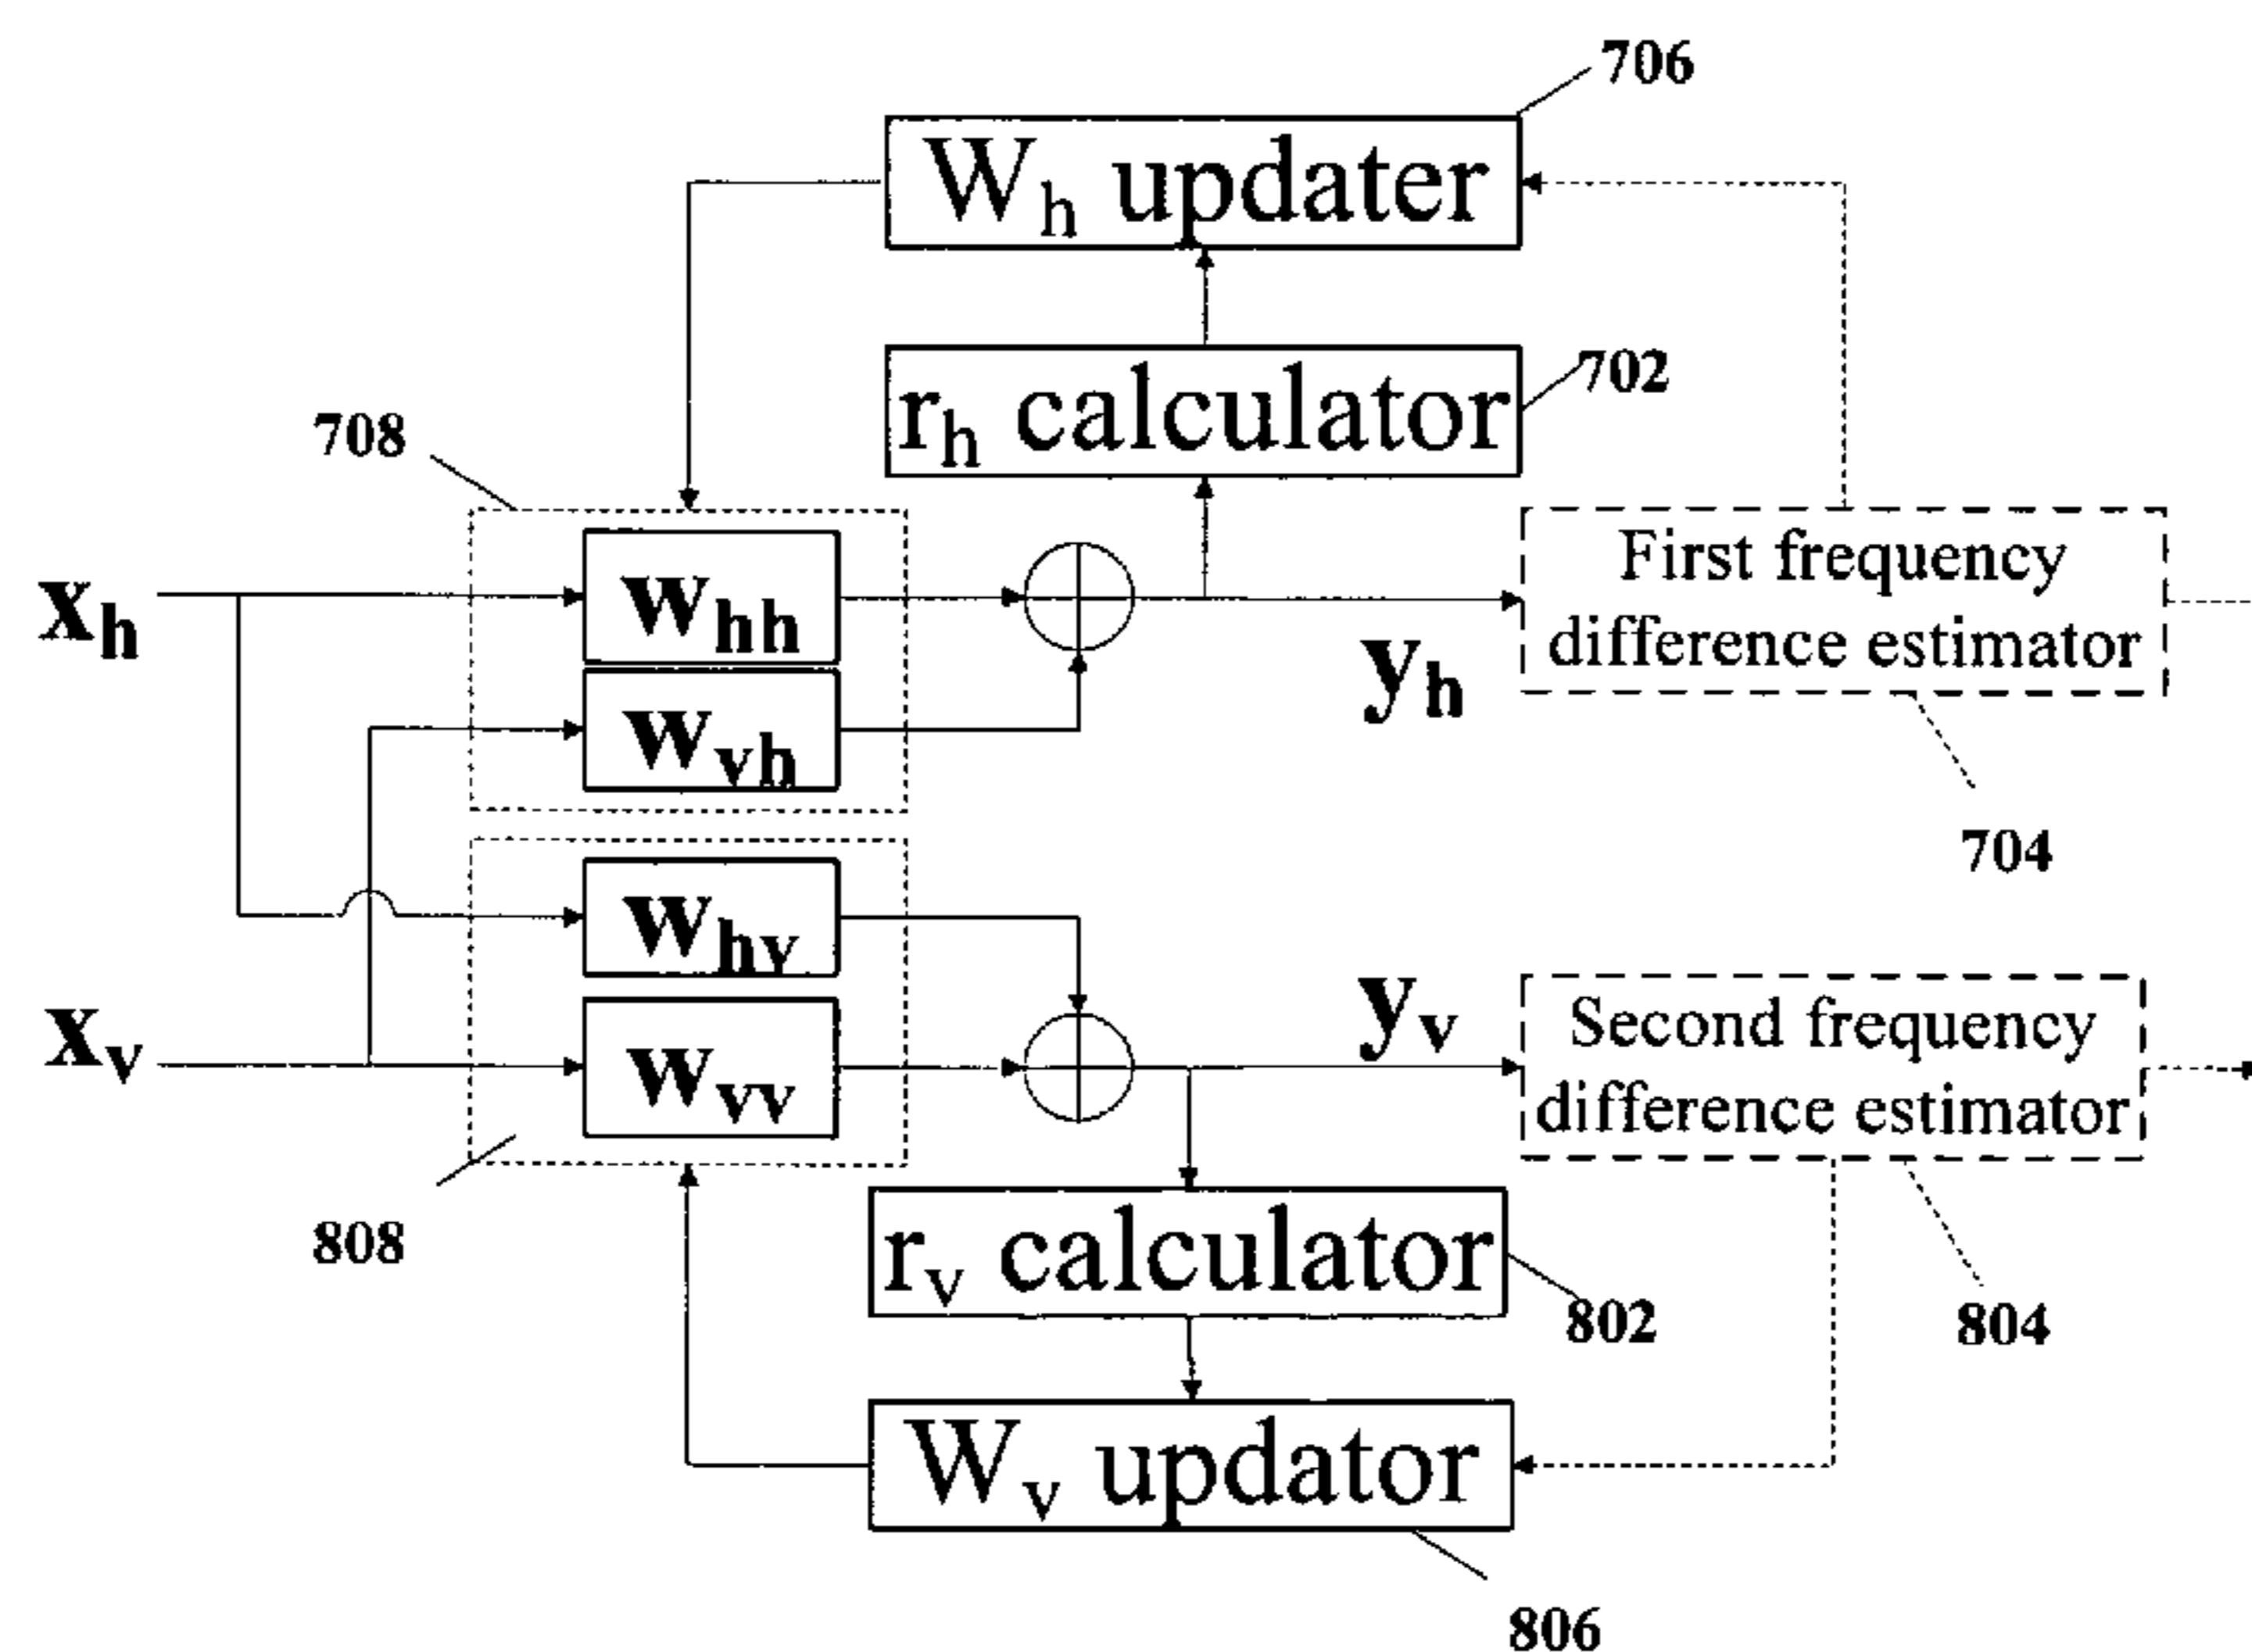 706
W_h updater
r_h calculator
702
708
x_h
w_hh
w_vh
y_h
First frequency
difference estimator
704
w_hv
x_v
w_vv
y_v
Second frequency
difference estimator
808
r_v calculator
802
804
W_v updator
806